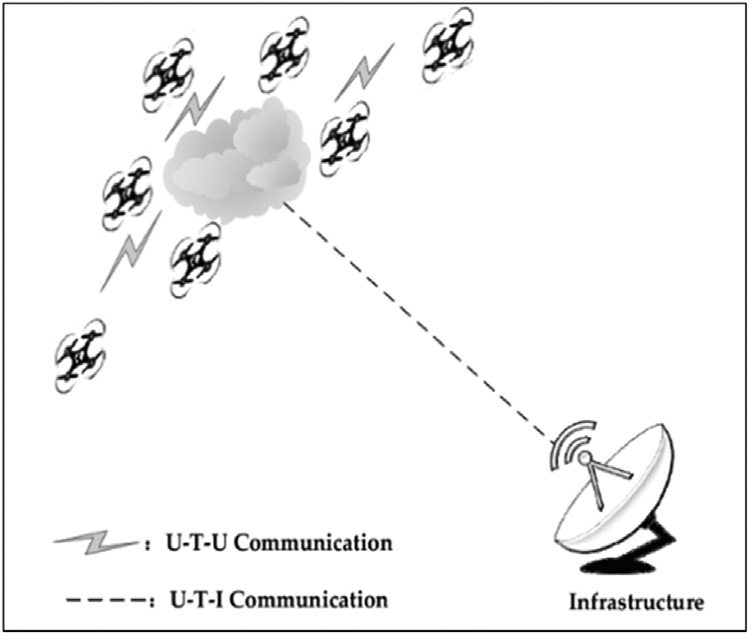 : U-T-U Communication
: U-T-I Communication
Infrastructure